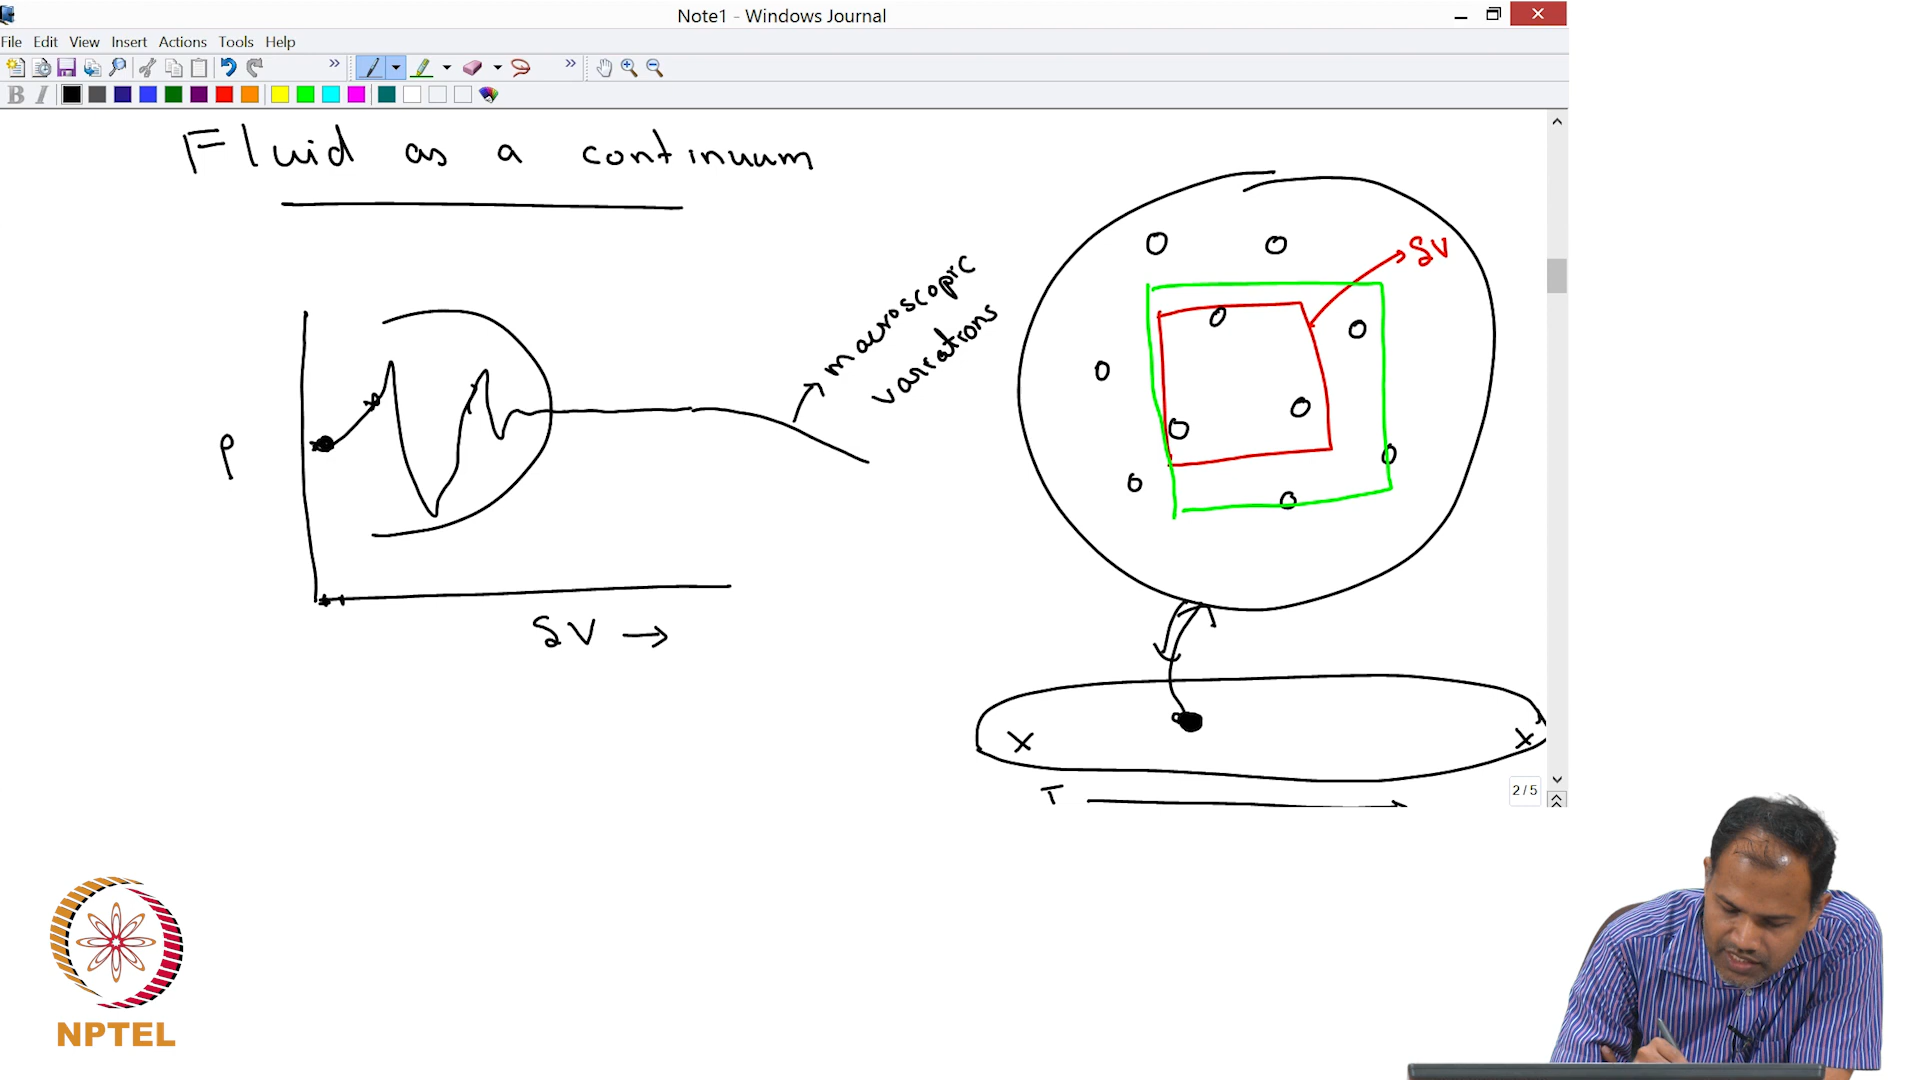 Note1 - Windows Journal
File Edit View Insert Actions Tools Help
B I
Fluid as a continuum
macroscopic
variations
δV
ρ
δV →
x x
T
2 / 5
NPTEL